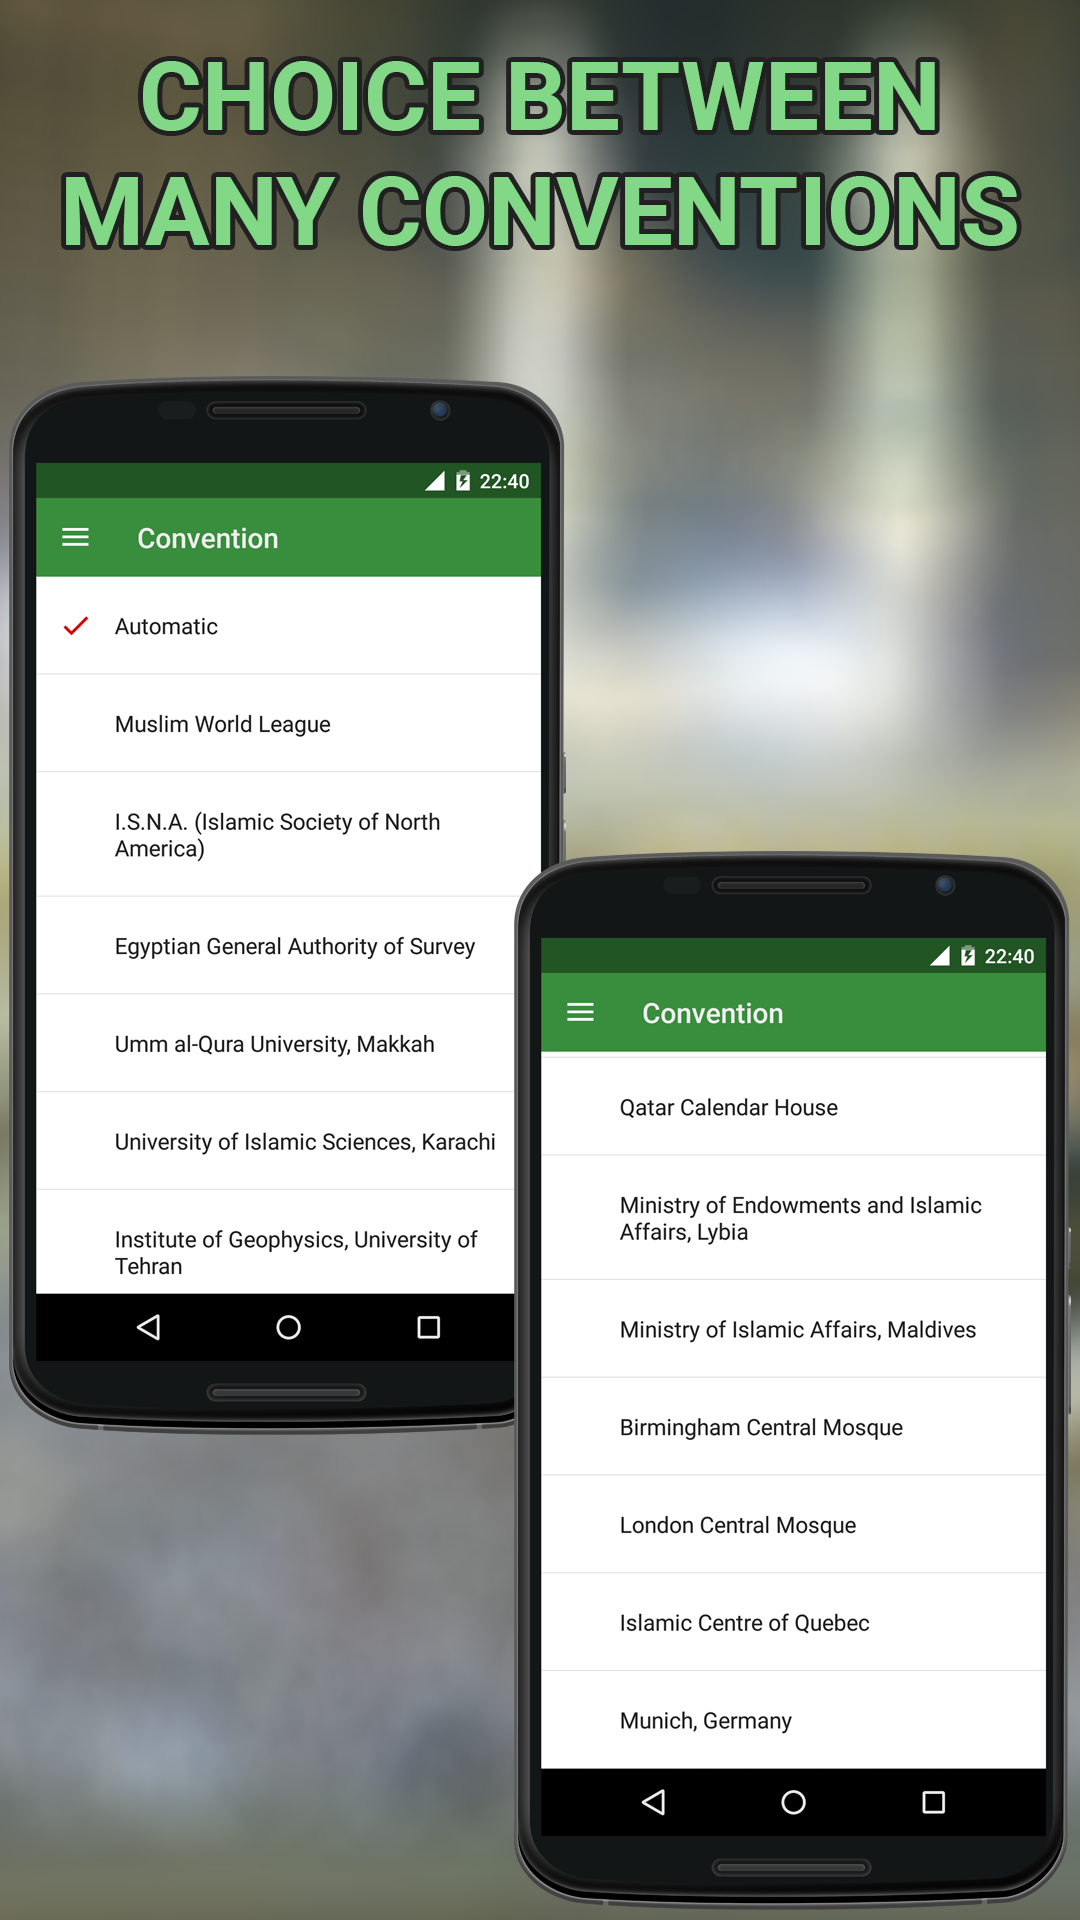 CHOICE BETWEEN
MANY CONVENTIONS
22:40
Convention
Automatic
Muslim World League
I.S.N.A. (Islamic Society of North
America)
Egyptian General Authority of Survey
Umm al-Qura University, Makkah
University of Islamic Sciences, Karachi
Institute of Geophysics, University of
Tehran
22:40
Convention
Qatar Calendar House
Ministry of Endowments and Islamic
Affairs, Lybia
Ministry of Islamic Affairs, Maldives
Birmingham Central Mosque
London Central Mosque
Islamic Centre of Quebec
Munich, Germany